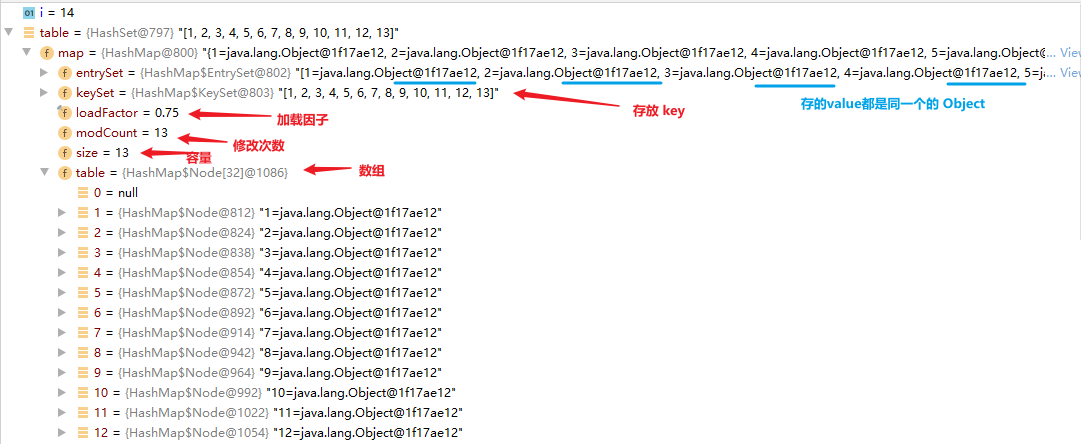 01 i = 14
table = {HashSet@797} "[1, 2, 3, 4, 5, 6, 7, 8, 9, 10, 11, 12, 13]"
f map = {HashMap@800} "{1=java.lang.Object@1f17ae12, 2=java.lang.Object@1f17ae12, 3=java.lang.Object@1f17ae12, 4=java.lang.Object@1f17ae12, 5=java.lang.Object@... View
f entrySet = {HashMap$EntrySet@802} "[1=java.lang.Object@1f17ae12, 2=java.lang.Object@1f17ae12, 3=java.lang.Object@1f17ae12, 4=java.lang.Object@1f17ae12, 5=ja... View
f keySet = {HashMap$KeySet@803} "[1, 2, 3, 4, 5, 6, 7, 8, 9, 10, 11, 12, 13]"
存放 key
存的value都是同一个的 Object
f loadFactor = 0.75
加载因子
f modCount = 13
修改次数
f size = 13
容量
f table = {HashMap$Node[32]@1086}
数组
0 = null
1 = {HashMap$Node@812} "1=java.lang.Object@1f17ae12"
2 = {HashMap$Node@824} "2=java.lang.Object@1f17ae12"
3 = {HashMap$Node@838} "3=java.lang.Object@1f17ae12"
4 = {HashMap$Node@854} "4=java.lang.Object@1f17ae12"
5 = {HashMap$Node@872} "5=java.lang.Object@1f17ae12"
6 = {HashMap$Node@892} "6=java.lang.Object@1f17ae12"
7 = {HashMap$Node@914} "7=java.lang.Object@1f17ae12"
8 = {HashMap$Node@942} "8=java.lang.Object@1f17ae12"
9 = {HashMap$Node@964} "9=java.lang.Object@1f17ae12"
10 = {HashMap$Node@992} "10=java.lang.Object@1f17ae12"
11 = {HashMap$Node@1022} "11=java.lang.Object@1f17ae12"
12 = {HashMap$Node@1054} "12=java.lang.Object@1f17ae12"